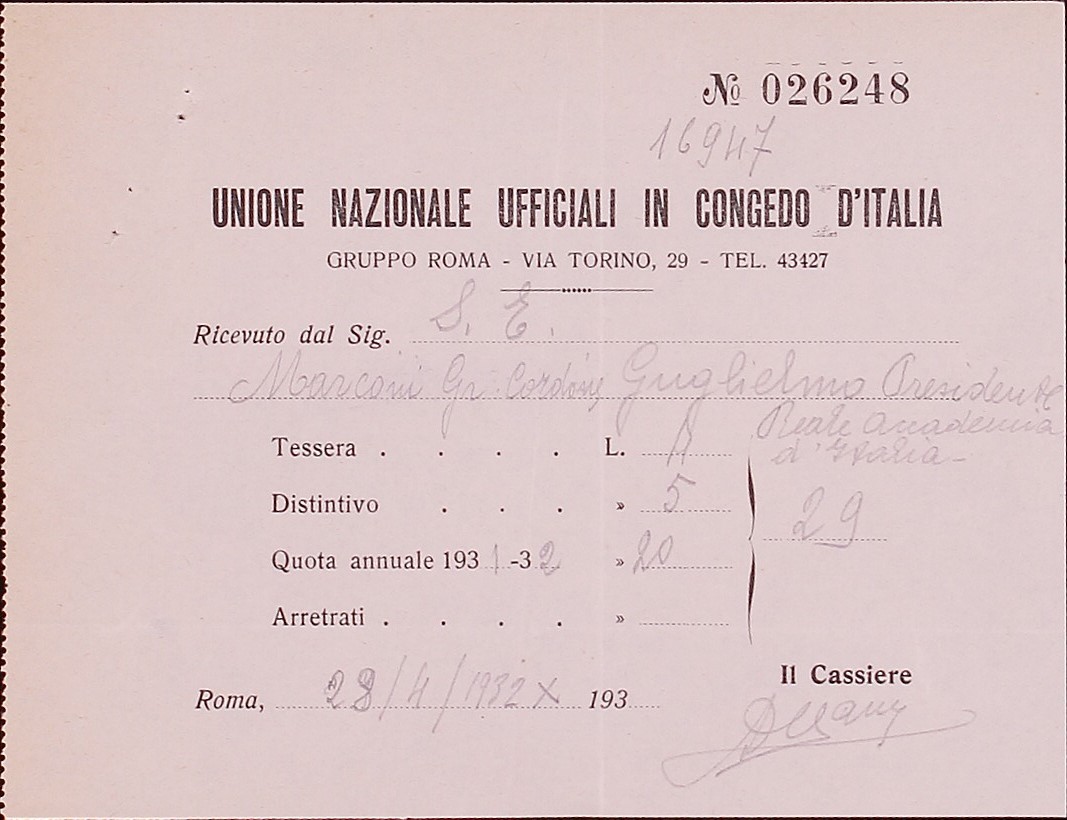 № 026248
16947
UNIONE NAZIONALE UFFICIALI IN CONGEDO D'ITALIA
GRUPPO ROMA - VIA TORINO, 29 - TEL. 43427
Ricevuto dal Sig. S. E.
Marconi Gr. Cordone Guglielmo Presidente
Reale Accademia
d'Italia
Tessera . . . . L. 4
Distintivo . . . » 5
Quota annuale 1931-32 » 20
29
Arretrati . . . . »
Il Cassiere
Roma, 28/4/1932 X 193